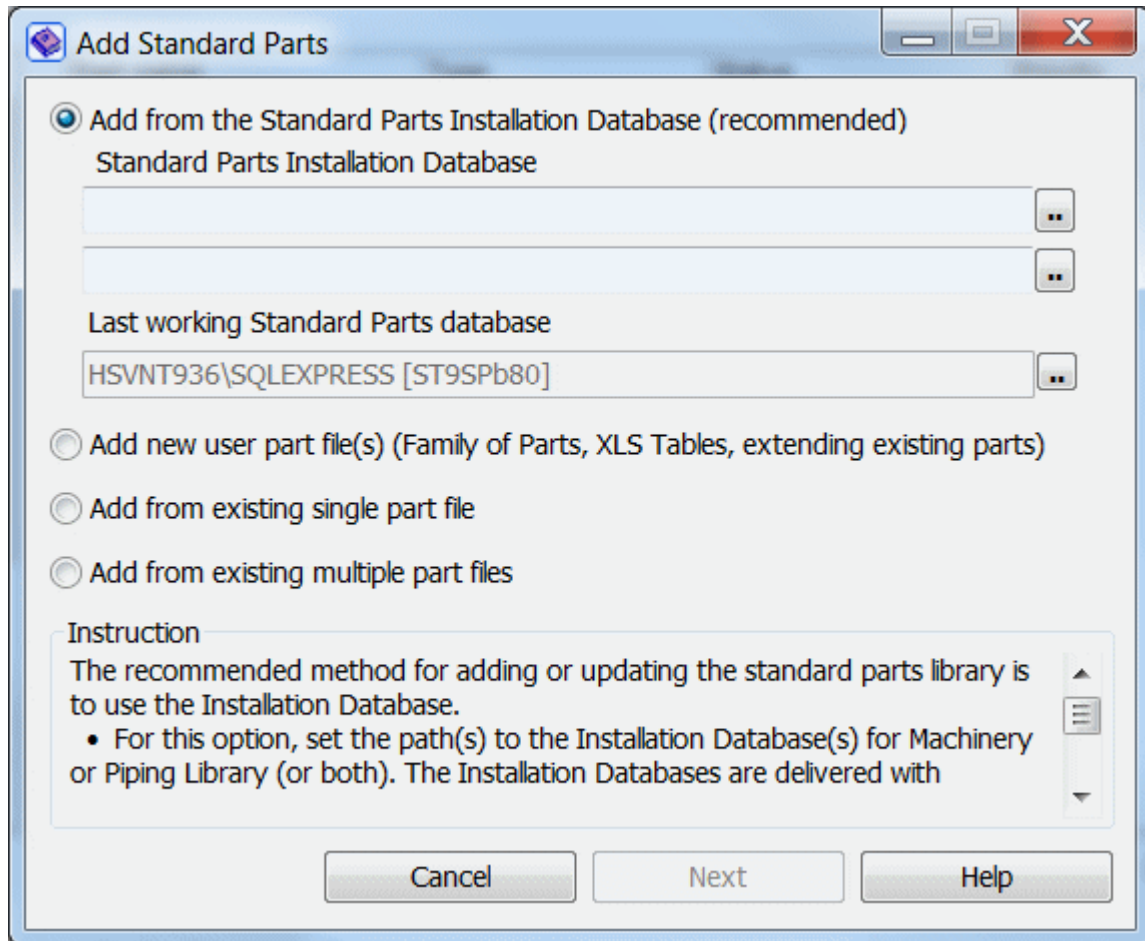 Add Standard Parts
Add from the Standard Parts Installation Database (recommended)
Standard Parts Installation Database
..
..
Last working Standard Parts database
HSVNT936\SQLEXPRESS [ST9SPb80]
..
Add new user part file(s) (Family of Parts, XLS Tables, extending existing parts)
Add from existing single part file
Add from existing multiple part files
Instruction
The recommended method for adding or updating the standard parts library is
to use the Installation Database.
• For this option, set the path(s) to the Installation Database(s) for Machinery
or Piping Library (or both). The Installation Databases are delivered with
Cancel
Next
Help